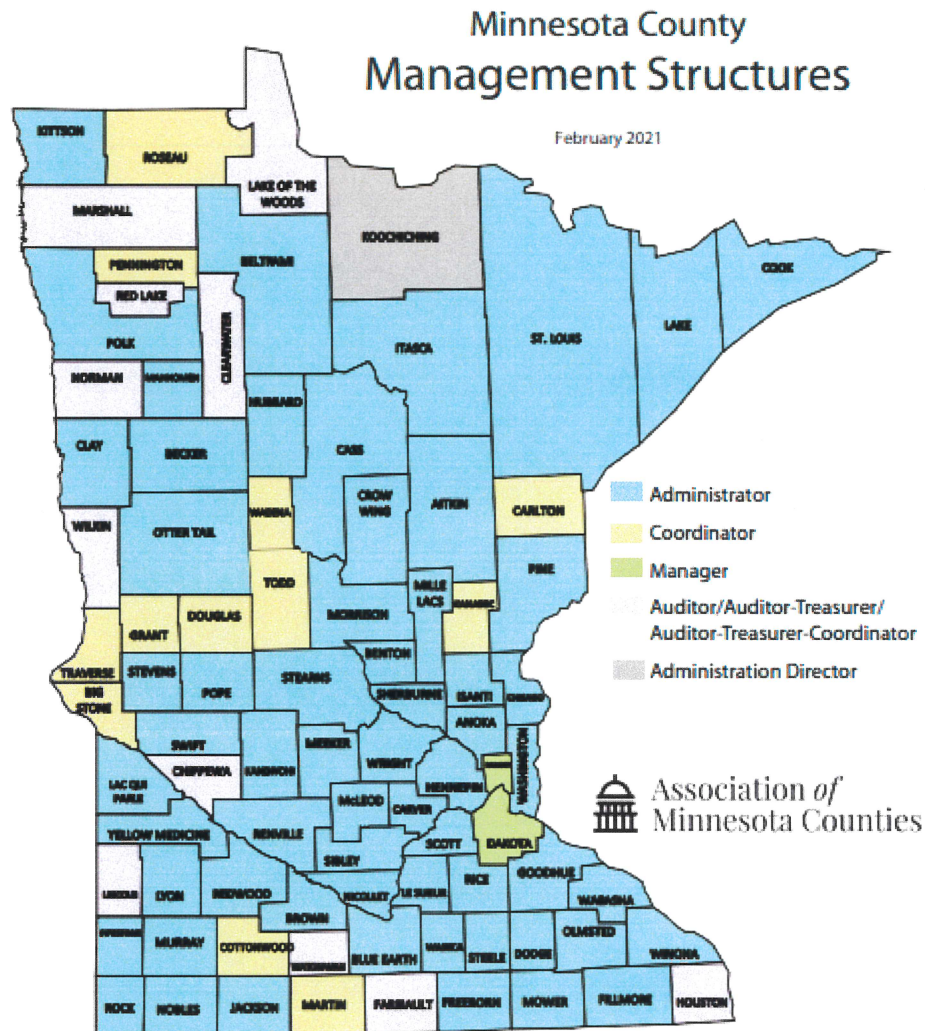 Minnesota County
Management Structures
February 2021
KITTSON
ROSEAU
LAKE OF THE
WOODS
MARSHALL
KOOCHICHING
PENNINGTON
BELTRAMI
COOK
RED LAKE
CLEARWATER
POLK
ITASCA
ST. LOUIS
LAKE
NORMAN
MAHNOMEN
HUBBARD
CLAY
BECKER
CASS
CROW
WING
AITKIN
WADENA
CARLTON
WILKIN
OTTER TAIL
TODD
MILLE
LACS
PINE
KANABEC
MORRISON
GRANT
DOUGLAS
BENTON
TRAVERSE
STEVENS
POPE
STEARNS
SHERBURNE
ISANTI
CHISAGO
BIG
STONE
ANOKA
SWIFT
MEEKER
WRIGHT
WASHINGTON
CHIPPEWA
KANDIYOHI
HENNEPIN
LAC QUI
PARLE
McLEOD
CARVER
YELLOW MEDICINE
RENVILLE
SCOTT
DAKOTA
SIBLEY
LINCOLN
LYON
REDWOOD
NICOLLET
LE SUEUR
RICE
GOODHUE
WABASHA
BROWN
MURRAY
COTTONWOOD
BLUE EARTH
WASECA
STEELE
DODGE
OLMSTED
WINONA
ROCK
NOBLES
JACKSON
MARTIN
FARIBAULT
FREEBORN
MOWER
FILLMORE
HOUSTON
Administrator
Coordinator
Manager
Auditor/Auditor-Treasurer/
Auditor-Treasurer-Coordinator
Administration Director
Association of
Minnesota Counties